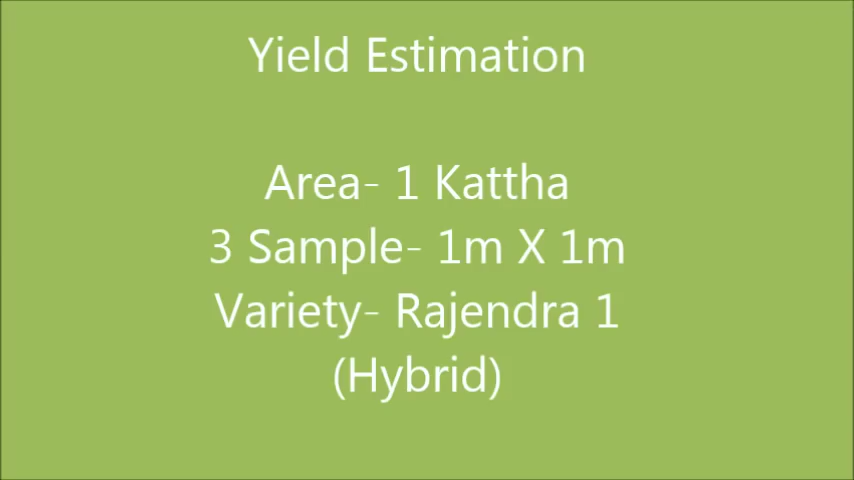 Yield Estimation
Area- 1 Kattha
3 Sample- 1m X 1m
Variety- Rajendra 1
(Hybrid)